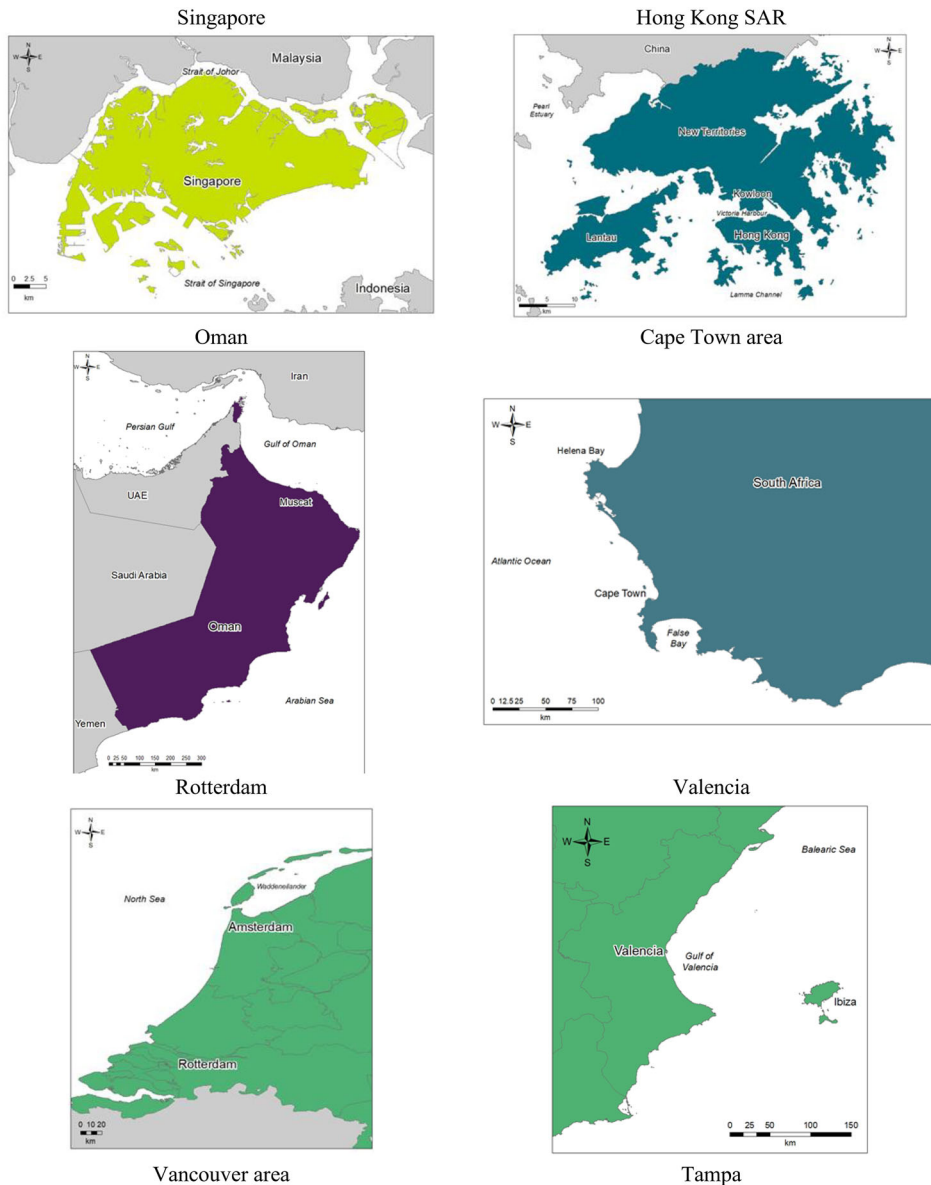 Singapore
Hong Kong SAR
N
W E
S
Malaysia
Strait of Johor
Singapore
Strait of Singapore
Indonesia
0 2.5 5
km
China
N
W E
S
Pearl
Estuary
New Territories
Kowloon
Victoria Harbour
Lantau
Hong Kong
Lamma Channel
0 5 10
km
Oman
Cape Town area
N
W E
S
Iran
Persian Gulf
Gulf of Oman
UAE
Muscat
Saudi Arabia
Oman
Arabian Sea
Yemen
0 25 50 100 150 200 250 300
km
N
W E
S
Helena Bay
South Africa
Atlantic Ocean
Cape Town
False
Bay
0 12.5 25 50 75 100
km
Rotterdam
Valencia
N
W E
S
Waddeneilander
North Sea
Amsterdam
Rotterdam
0 10 20
km
N
W E
S
Balearic Sea
Valencia
Gulf of
Valencia
Ibiza
0 25 50 100 150
km
Vancouver area
Tampa